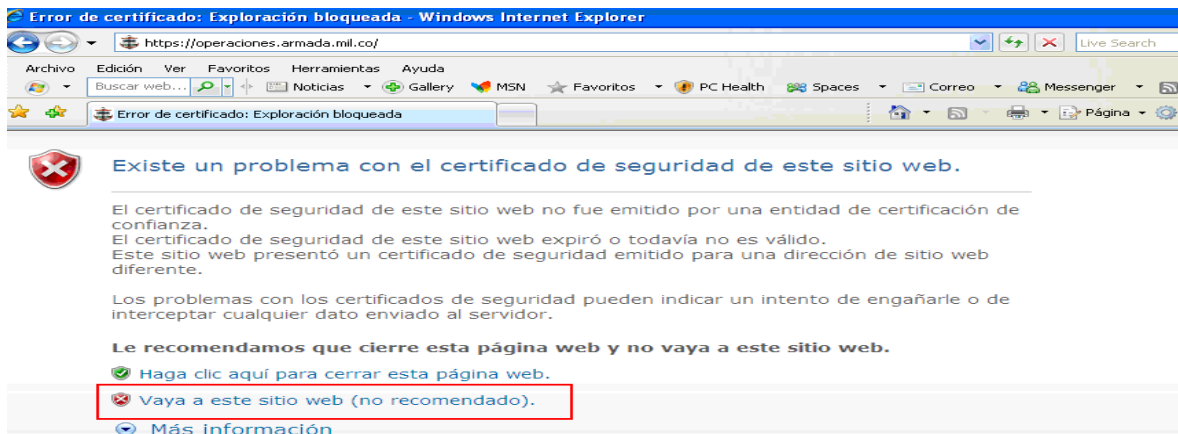 Error de certificado: Exploración bloqueada - Windows Internet Explorer
https://operaciones.armada.mil.co/
Live Search
Archivo Edición Ver Favoritos Herramientas Ayuda
Buscar web... Noticias Gallery MSN Favoritos PC Health Spaces Correo Messenger
Error de certificado: Exploración bloqueada
Página
Existe un problema con el certificado de seguridad de este sitio web.
El certificado de seguridad de este sitio web no fue emitido por una entidad de certificación de
confianza.
El certificado de seguridad de este sitio web expiró o todavía no es válido.
Este sitio web presentó un certificado de seguridad emitido para una dirección de sitio web
diferente.
Los problemas con los certificados de seguridad pueden indicar un intento de engañarle o de
interceptar cualquier dato enviado al servidor.
Le recomendamos que cierre esta página web y no vaya a este sitio web.
Haga clic aquí para cerrar esta página web.
Vaya a este sitio web (no recomendado).
Más información